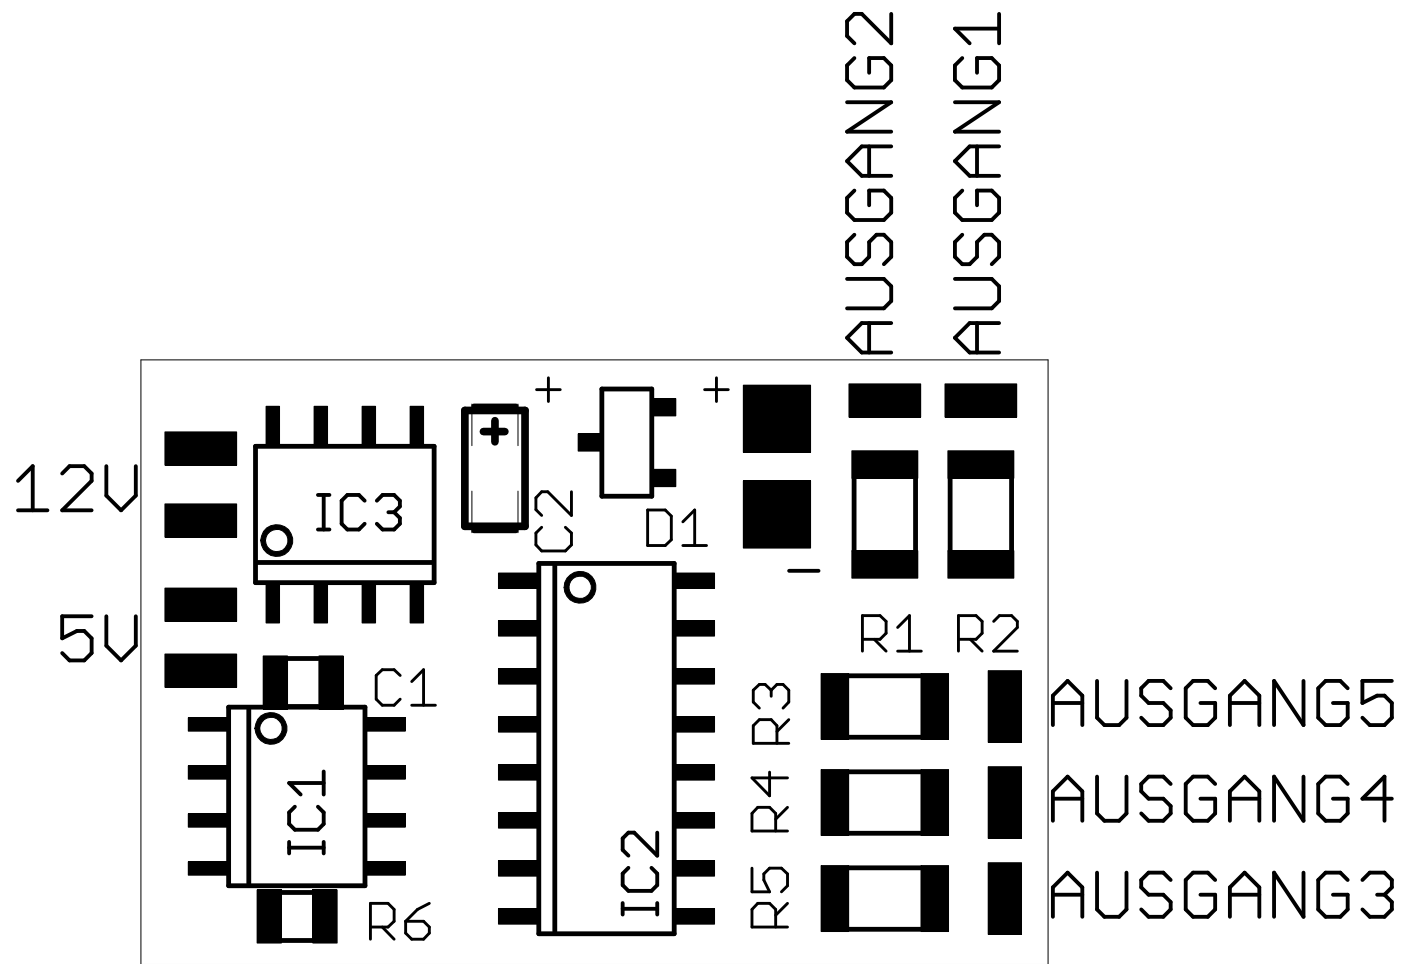 AUSGANG2
AUSGANG1
+
+
+
12V
IC3
C2
D1
-
5V
R1
R2
C1
R3
AUSGANG5
IC1
R4
AUSGANG4
IC2
R5
AUSGANG3
R6